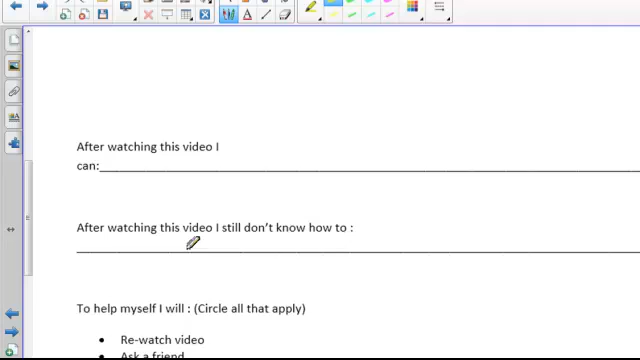 After watching this video I
can:
After watching this video I still don't know how to :
To help myself I will : (Circle all that apply)
• Re-watch video
• Ask a friend